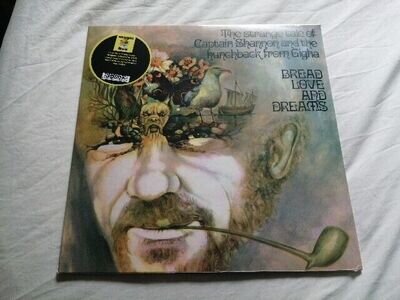 The strange tale of
Captain Shannon and the
hunchback from Gigha
BREAD
LOVE
AND
DREAMS